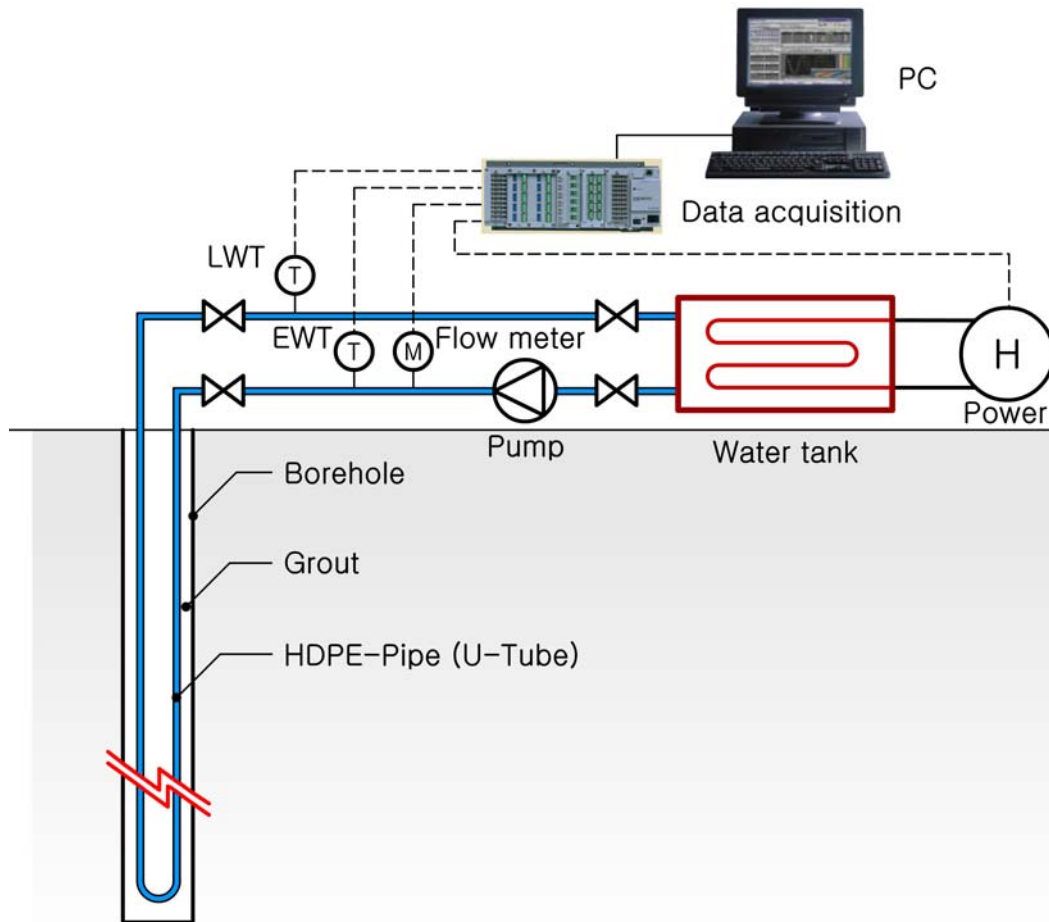 PC
Data acquisition
LWT
T
EWT
T
M
Flow meter
H
Power
Pump
Water tank
Borehole
Grout
HDPE-Pipe (U-Tube)